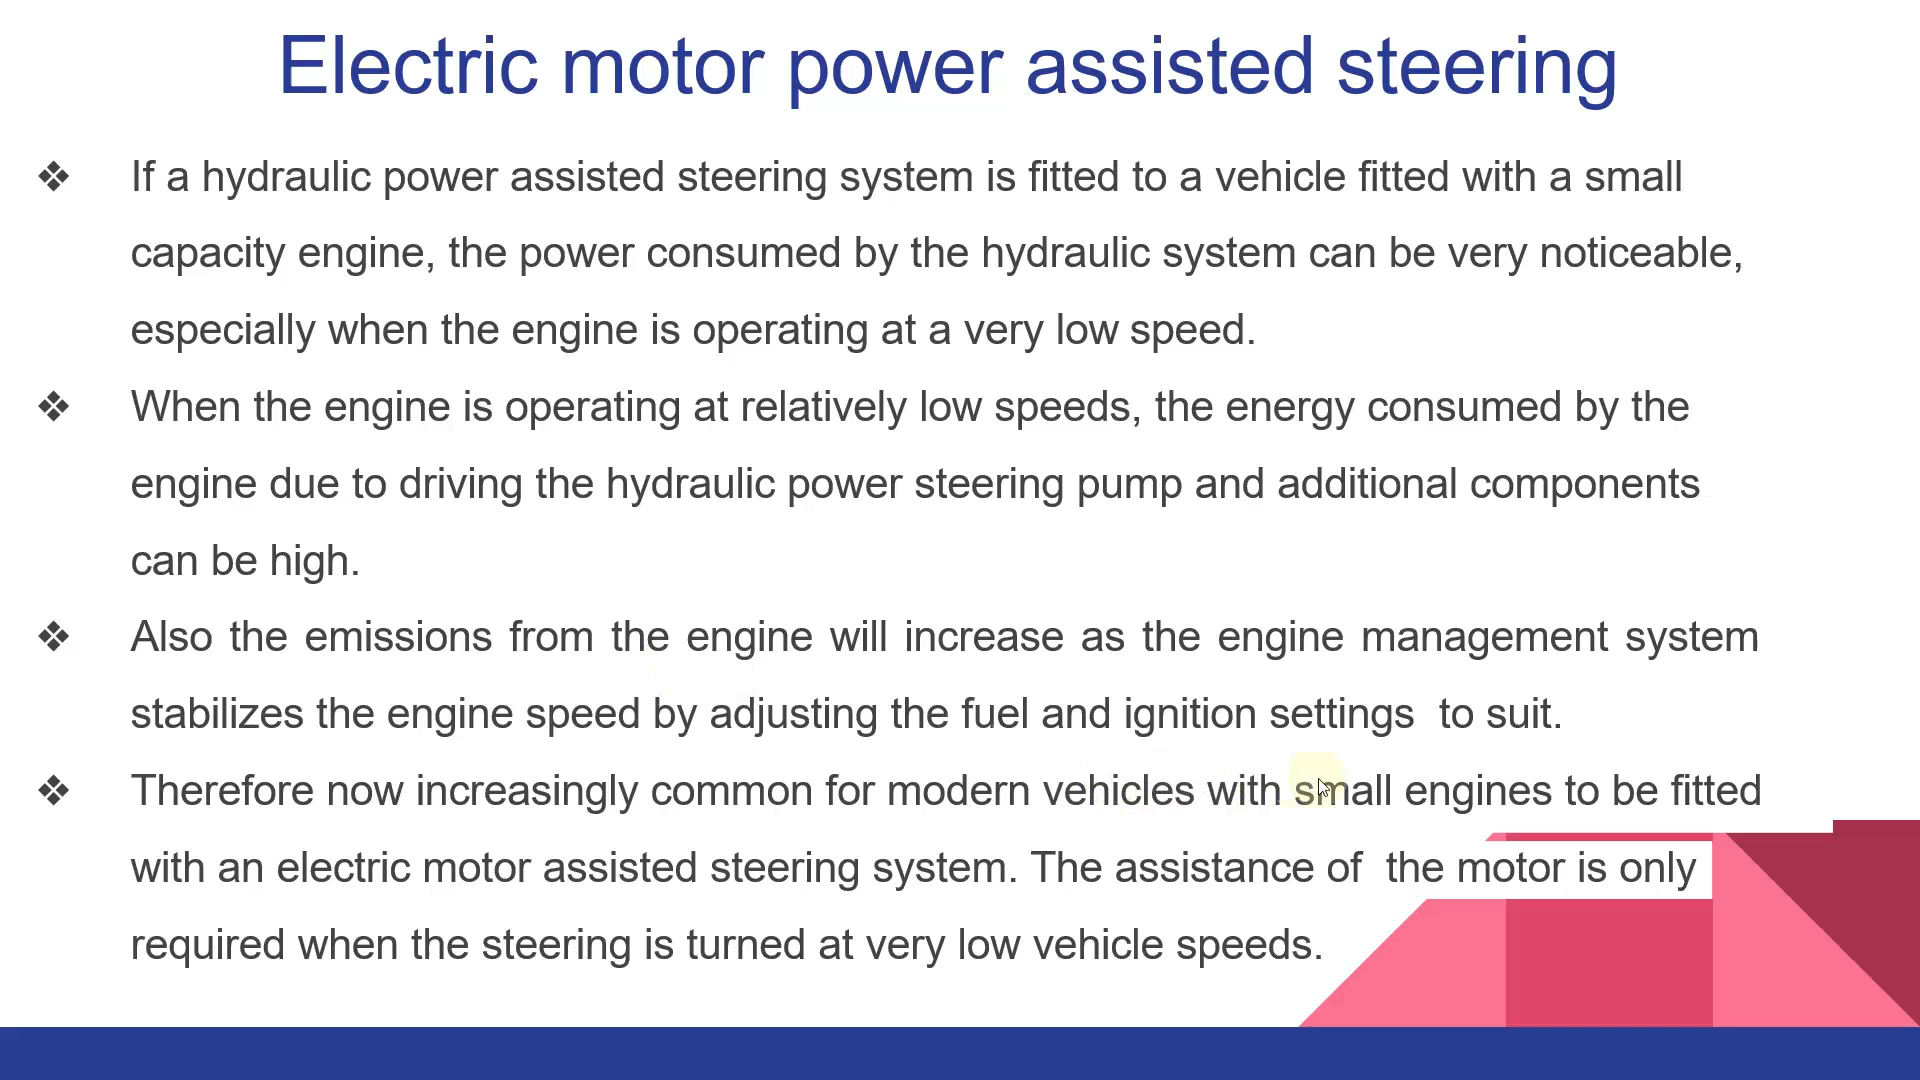 Electric motor power assisted steering
❖ If a hydraulic power assisted steering system is fitted to a vehicle fitted with a small
capacity engine, the power consumed by the hydraulic system can be very noticeable,
especially when the engine is operating at a very low speed.
❖ When the engine is operating at relatively low speeds, the energy consumed by the
engine due to driving the hydraulic power steering pump and additional components
can be high.
❖ Also the emissions from the engine will increase as the engine management system
stabilizes the engine speed by adjusting the fuel and ignition settings  to suit.
❖ Therefore now increasingly common for modern vehicles with small engines to be fitted
with an electric motor assisted steering system. The assistance of  the motor is only
required when the steering is turned at very low vehicle speeds.